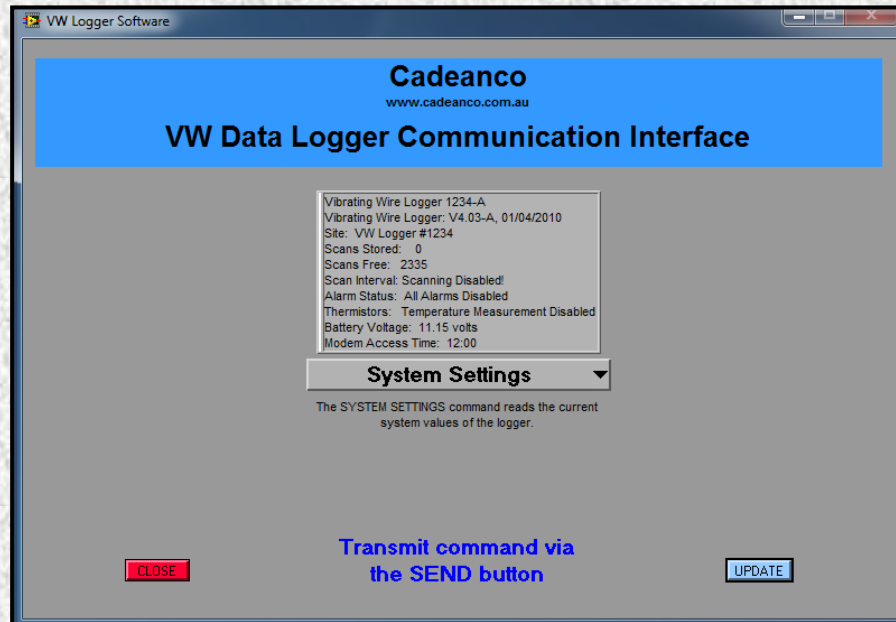 VW Logger Software
Cadeanco
www.cadeanco.com.au
VW Data Logger Communication Interface
Vibrating Wire Logger 1234-A
Vibrating Wire Logger: V4.03-A, 01/04/2010
Site: VW Logger #1234
Scans Stored: 0
Scans Free: 2335
Scan Interval: Scanning Disabled!
Alarm Status: All Alarms Disabled
Thermistors: Temperature Measurement Disabled
Battery Voltage: 11.15 volts
Modem Access Time: 12:00
System Settings
The SYSTEM SETTINGS command reads the current
system values of the logger.
Transmit command via
the SEND button
CLOSE
UPDATE